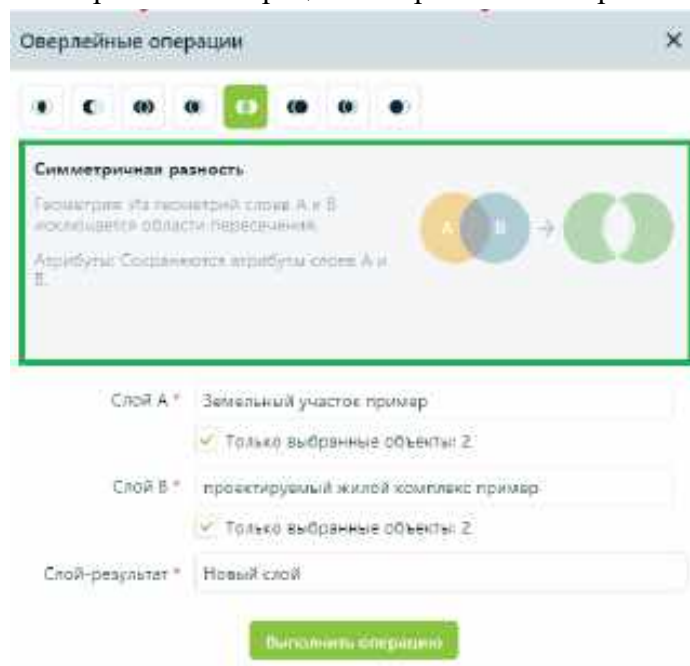 Оверлейные операции
Симметричная разность
Геометрия: Из геометрий слоев А и В
исключается области пересечения.
Атрибуты: Сохраняются атрибуты слоев А и
В.
А В
Слой А *
Земельный участок пример
Только выбранные объекты: 2
Слой В *
проектируемый жилой комплекс пример
Только выбранные объекты: 2
Слой-результат *
Новый слой
Выполнить операцию